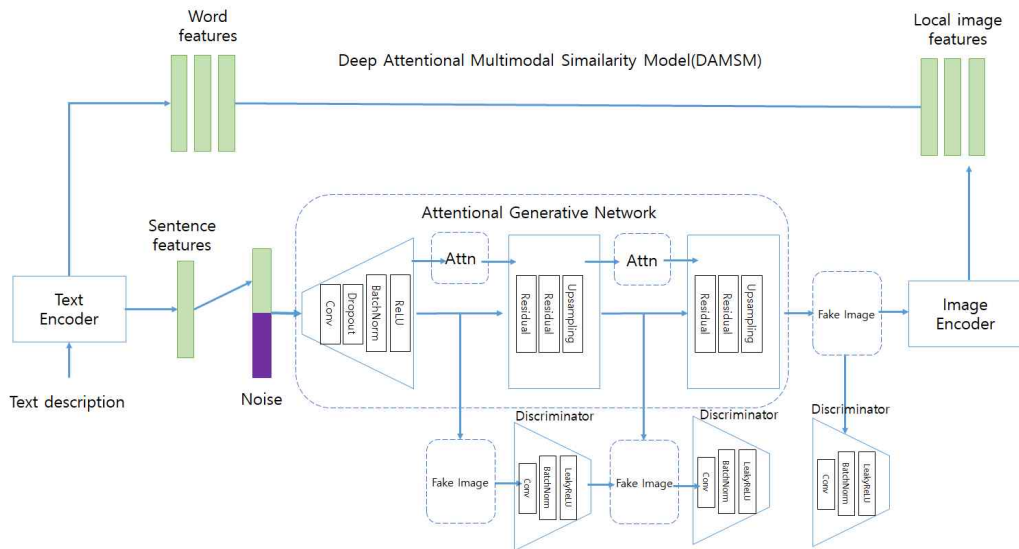 Word
features
Local image
features
Deep Attentional Multimodal Simailarity Model(DAMSM)
Attentional Generative Network
Sentence
features
Attn
Attn
Text
Encoder
Conv
Dropout
BatchNorm
ReLU
Residual
Residual
Upsampling
Residual
Residual
Upsampling
Fake Image
Image
Encoder
Text description
Noise
Discriminator
Discriminator
Discriminator
Fake Image
Conv
BatchNorm
LeakyReLU
Fake Image
Conv
BatchNorm
LeakyReLU
Conv
BatchNorm
LeakyReLU